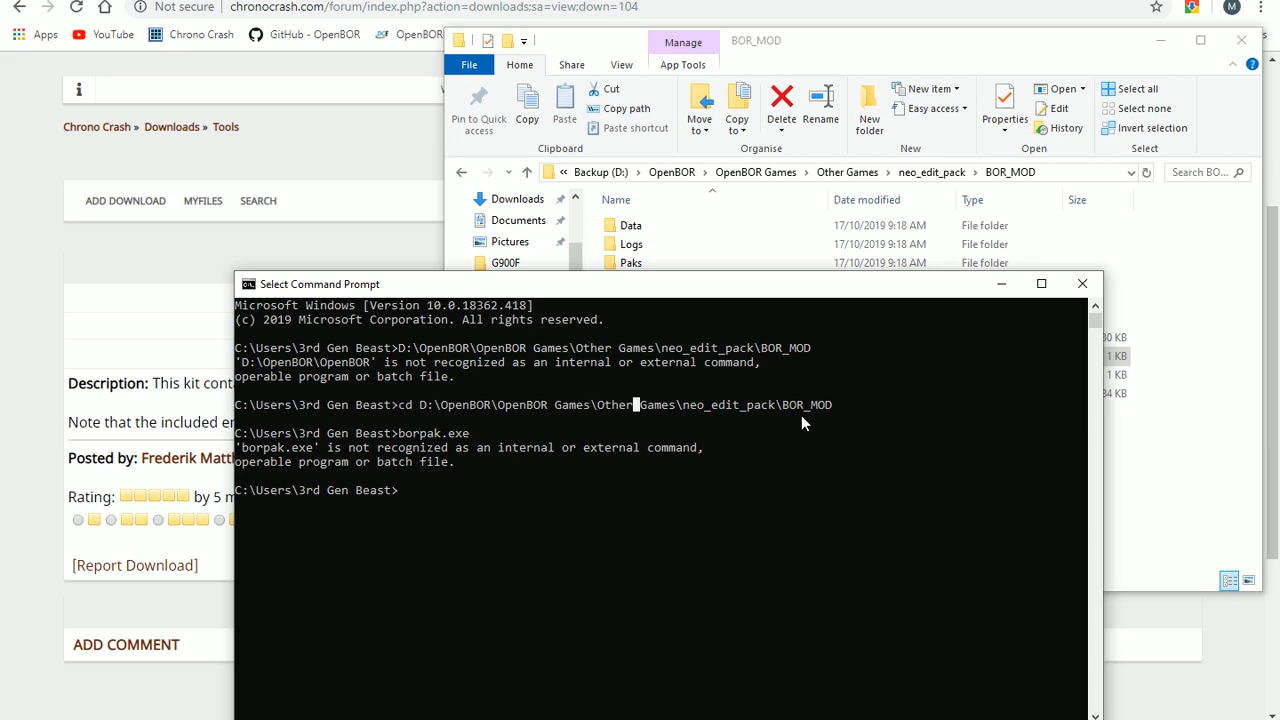 Not secure
chronocrash.com/forum/index.php?action=downloads;sa=view;down=104
M
Apps
YouTube
Chrono Crash
GitHub - OpenBOR
OpenBOR
Manage
BOR_MOD
File
Home
Share
View
App Tools
Pin to Quick access
Copy
Paste
Cut
Copy path
Paste shortcut
Move to
Copy to
Delete
Rename
New folder
New item
Easy access
Properties
Open
Edit
History
Select all
Select none
Invert selection
Clipboard
Organise
New
Open
Select
« Backup (D:) › OpenBOR › OpenBOR Games › Other Games › neo_edit_pack › BOR_MOD
Search BO...
Downloads
Documents
Pictures
G900F
Name
Date modified
Type
Size
Data
17/10/2019 9:18 AM
File folder
Logs
17/10/2019 9:18 AM
File folder
Paks
17/10/2019 9:18 AM
File folder
30 KB
1 KB
1 KB
34 KB
i
Chrono Crash » Downloads » Tools
ADD DOWNLOAD
MYFILES
SEARCH
Description: This kit cont
Note that the included e
Posted by: Frederik Matt
Rating:
by 5 m
[Report Download]
ADD COMMENT
Select Command Prompt
Microsoft Windows [Version 10.0.18362.418]
(c) 2019 Microsoft Corporation. All rights reserved.
C:\Users\3rd Gen Beast>D:\OpenBOR\OpenBOR Games\Other Games\neo_edit_pack\BOR_MOD
'D:\OpenBOR\OpenBOR' is not recognized as an internal or external command,
operable program or batch file.
C:\Users\3rd Gen Beast>cd D:\OpenBOR\OpenBOR Games\Other Games\neo_edit_pack\BOR_MOD
C:\Users\3rd Gen Beast>borpak.exe
'borpak.exe' is not recognized as an internal or external command,
operable program or batch file.
C:\Users\3rd Gen Beast>